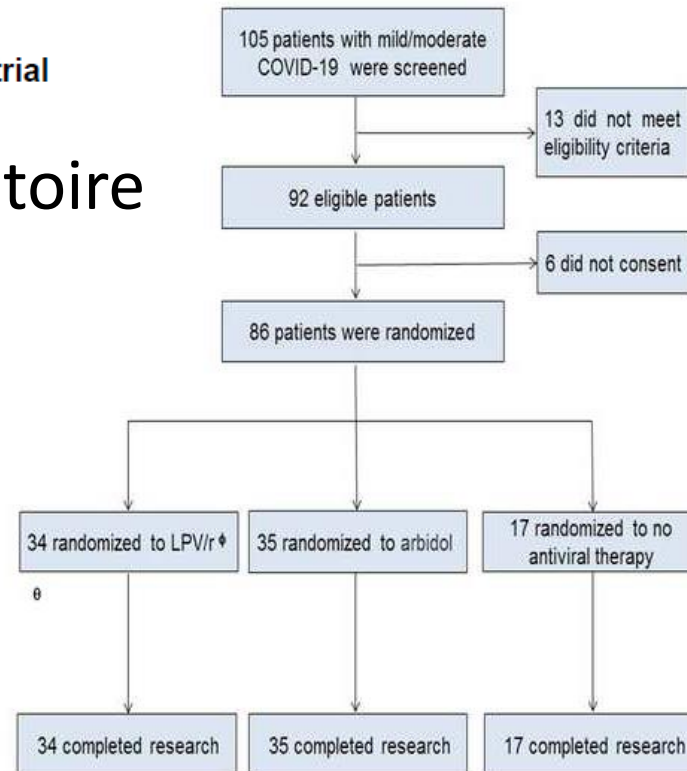 trial
toire
105 patients with mild/moderate
COVID-19 were screened
13 did not meet
eligibility criteria
92 eligible patients
6 did not consent
86 patients were randomized
34 randomized to LPV/r ϕ
35 randomized to arbidol
17 randomized to no
antiviral therapy
θ
34 completed research
35 completed research
17 completed research